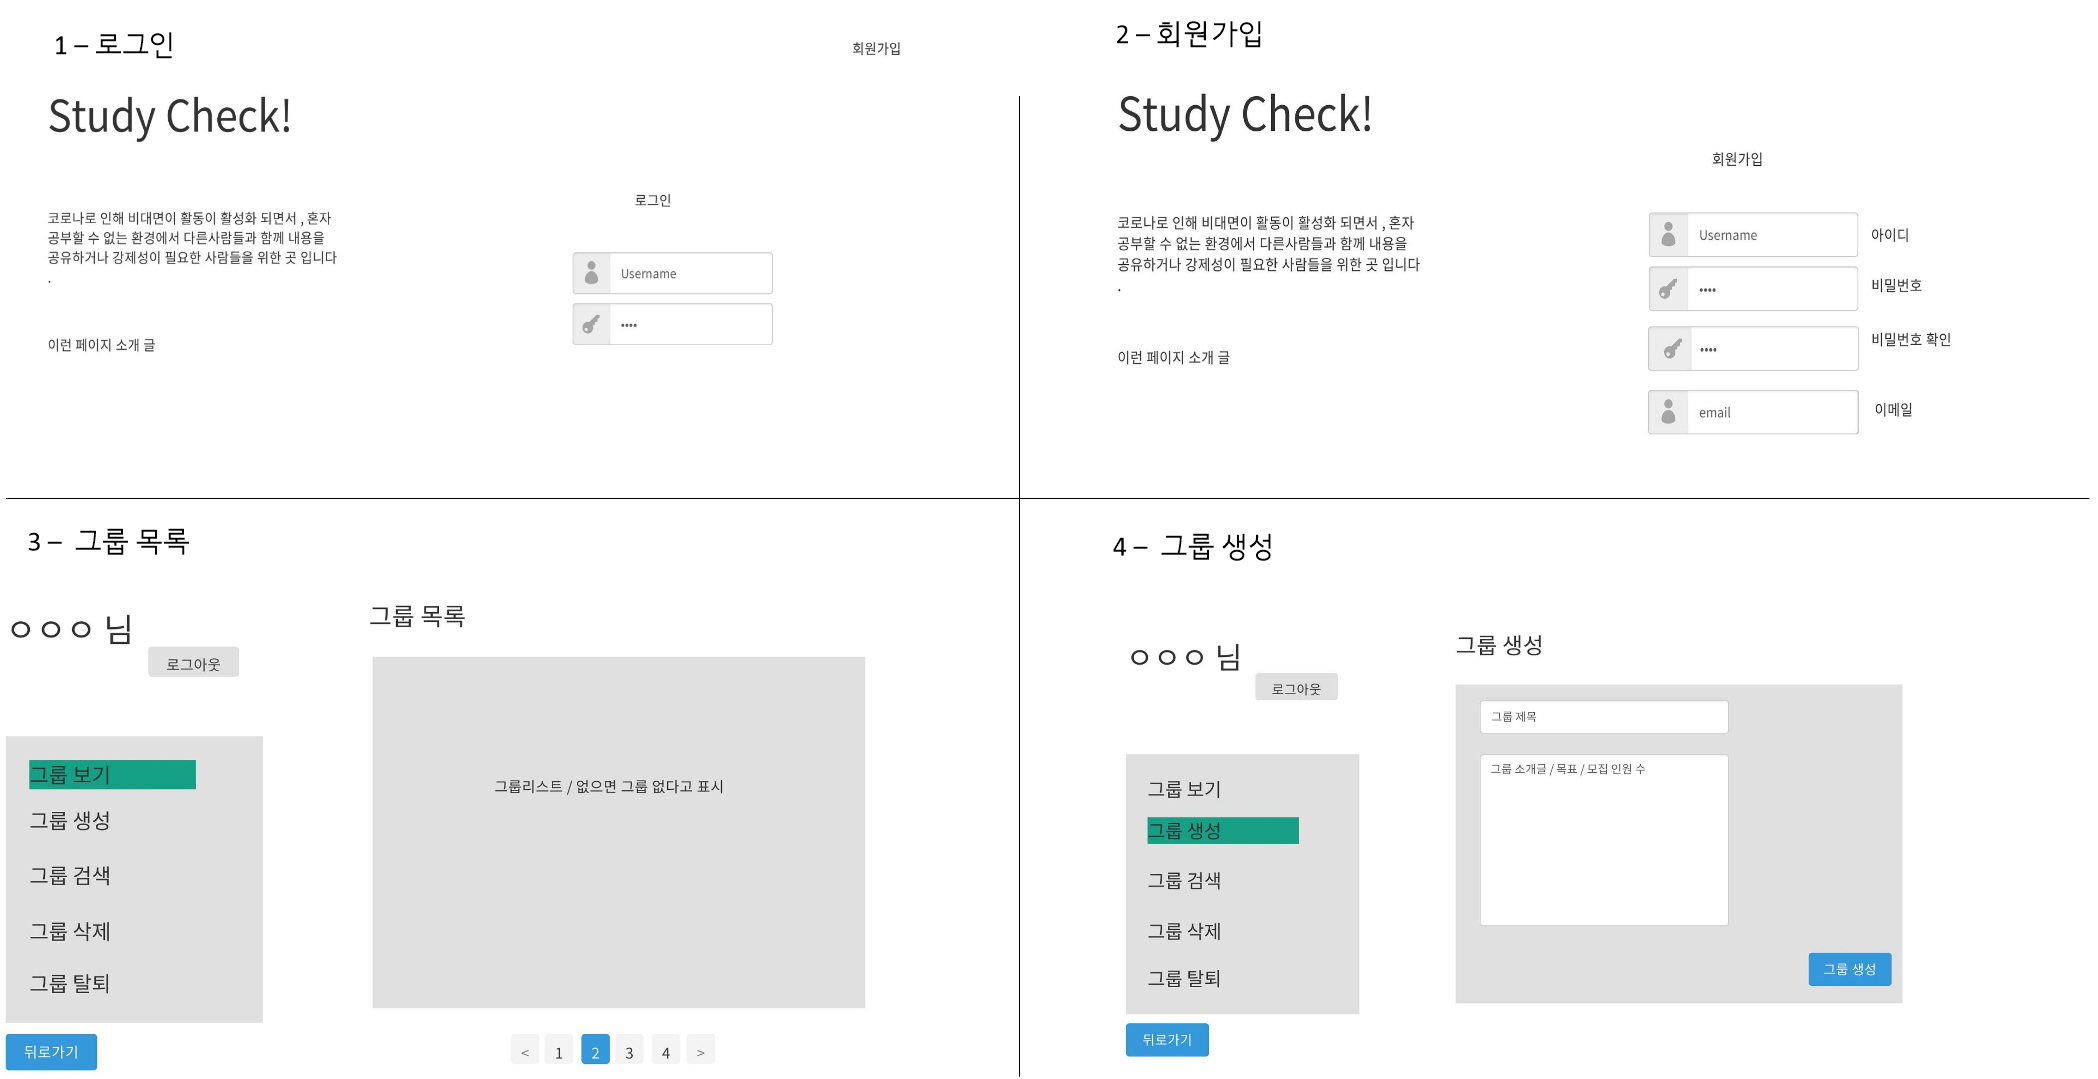 1 – 로그인
회원가입
Study Check!
코로나로 인해 비대면이 활동이 활성화 되면서 , 혼자
공부할 수 없는 환경에서 다른사람들과 함께 내용을
공유하거나 강제성이 필요한 사람들을 위한 곳 입니다
.
이런 페이지 소개 글
로그인
Username
••••
2 – 회원가입
Study Check!
코로나로 인해 비대면이 활동이 활성화 되면서 , 혼자
공부할 수 없는 환경에서 다른사람들과 함께 내용을
공유하거나 강제성이 필요한 사람들을 위한 곳 입니다
.
이런 페이지 소개 글
회원가입
Username 아이디
•••• 비밀번호
•••• 비밀번호 확인
email 이메일
3 – 그룹 목록
ㅇㅇㅇ 님
로그아웃
그룹 보기
그룹 생성
그룹 검색
그룹 삭제
그룹 탈퇴
뒤로가기
그룹 목록
그룹리스트 / 없으면 그룹 없다고 표시
< 1 2 3 4 >
4 – 그룹 생성
ㅇㅇㅇ 님
로그아웃
그룹 보기
그룹 생성
그룹 검색
그룹 삭제
그룹 탈퇴
뒤로가기
그룹 생성
그룹 제목
그룹 소개글 / 목표 / 모집 인원 수
그룹 생성